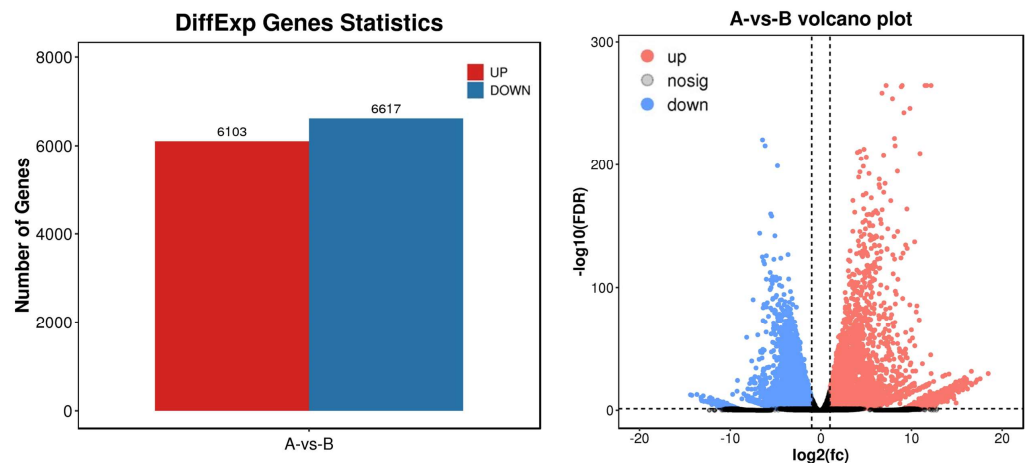 DiffExp Genes Statistics
Number of Genes
8000
6000
4000
2000
0
6103
6617
UP
DOWN
A-vs-B
A-vs-B volcano plot
-log10(FDR)
300
200
100
0
up
nosig
down
-20
-10
0
10
20
log2(fc)